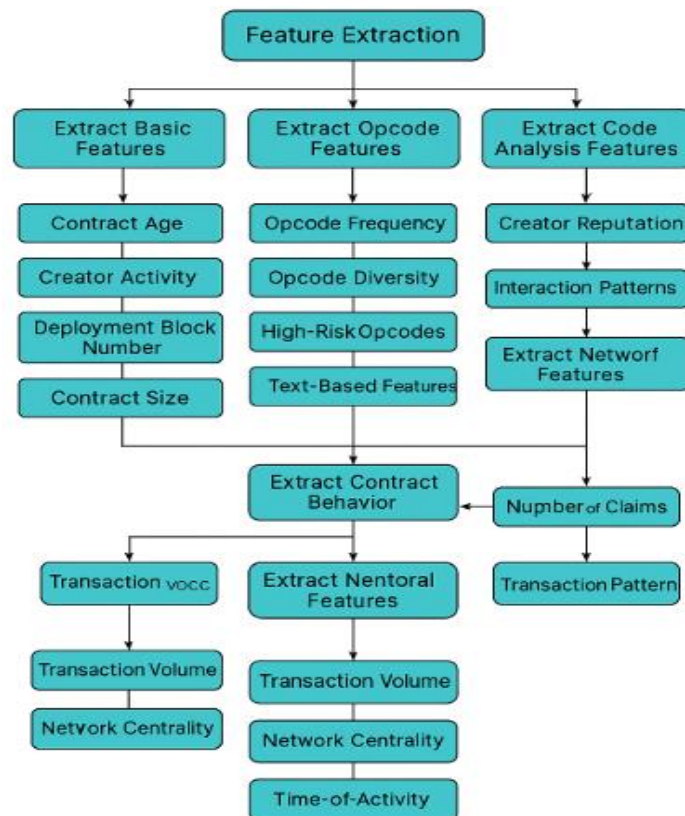 Feature Extraction
Extract Basic
Features
Extract Opcode
Features
Extract Code
Analysis Features
Contract Age
Opcode Frequency
Creator Reputation
Creator Activity
Opcode Diversity
Interaction Patterns
Deployment Block
Number
High-Risk Opcodes
Extract Networf
Features
Contract Size
Text-Based Features
Extract Contract
Behavior
Number of Claims
Transaction vocc
Extract Nentoral
Features
Transaction Pattern
Transaction Volume
Transaction Volume
Network Centrality
Network Centrality
Time-of-Activity